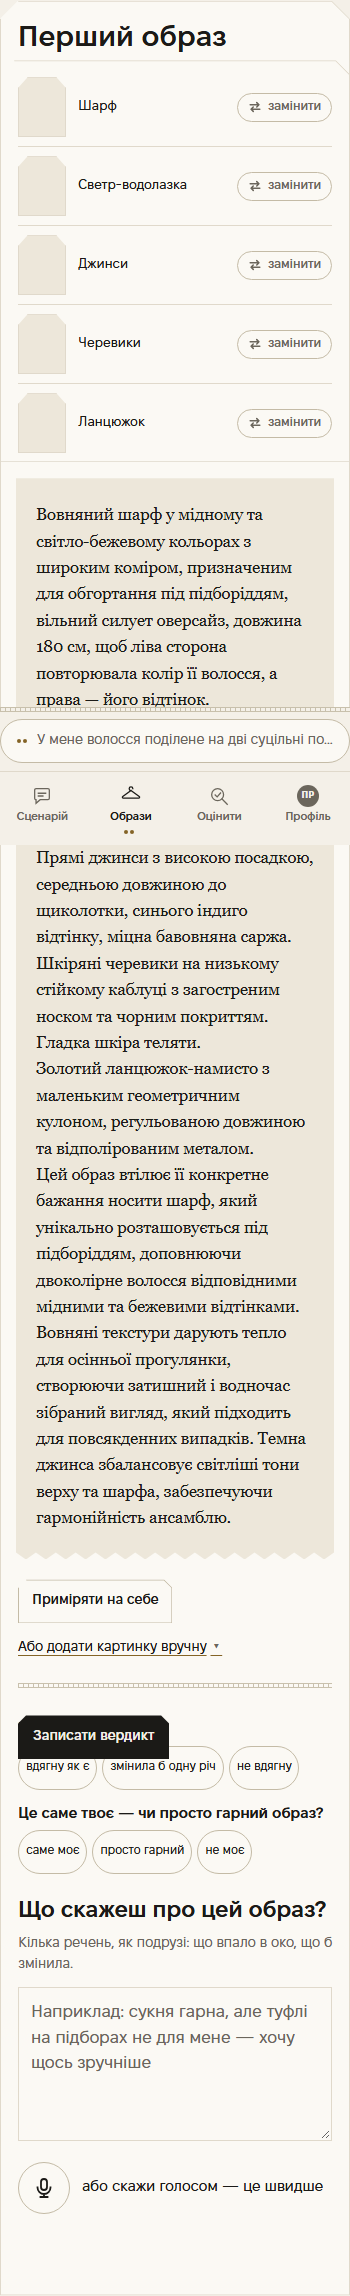 Перший образ
Шарф
замінити
Светр-водолазка
замінити
Джинси
замінити
Черевики
замінити
Ланцюжок
замінити
Вовняний шарф у мідному та
світло-бежевому кольорах з
широким коміром, призначеним
для обгортання під підборіддям,
вільний силует оверсайз, довжина
180 см, щоб ліва сторона
повторювала колір її волосся, а
права — його відтінок.
У мене волосся поділене на дві суцільні по...
Сценарій
Образи
Оцінити
ПР
Профіль
Прямі джинси з високою посадкою,
середньою довжиною до
щиколотки, синього індиго
відтінку, міцна бавовняна саржа.
Шкіряні черевики на низькому
стійкому каблуці з загостреним
носком та чорним покриттям.
Гладка шкіра теляти.
Золотий ланцюжок-намисто з
маленьким геометричним
кулоном, регульованою довжиною
та відполірованим металом.
Цей образ втілює її конкретне
бажання носити шарф, який
унікально розташовується під
підборіддям, доповнюючи
двоколірне волосся відповідними
мідними та бежевими відтінками.
Вовняні текстури дарують тепло
для осінньої прогулянки,
створюючи затишний і водночас
зібраний вигляд, який підходить
для повсякденних випадків. Темна
джинса збалансовує світліші тони
верху та шарфа, забезпечуючи
гармонійність ансамблю.
Приміряти на себе
Або додати картинку вручну
Записати вердикт
вдягну як є
змінила б одну річ
не вдягну
Це саме твоє — чи просто гарний образ?
саме моє
просто гарний
не моє
Що скажеш про цей образ?
Кілька речень, як подрузі: що впало в око, що б
змінила.
Наприклад: сукня гарна, але туфлі
на підборах не для мене — хочу
щось зручніше
або скажи голосом — це швидше